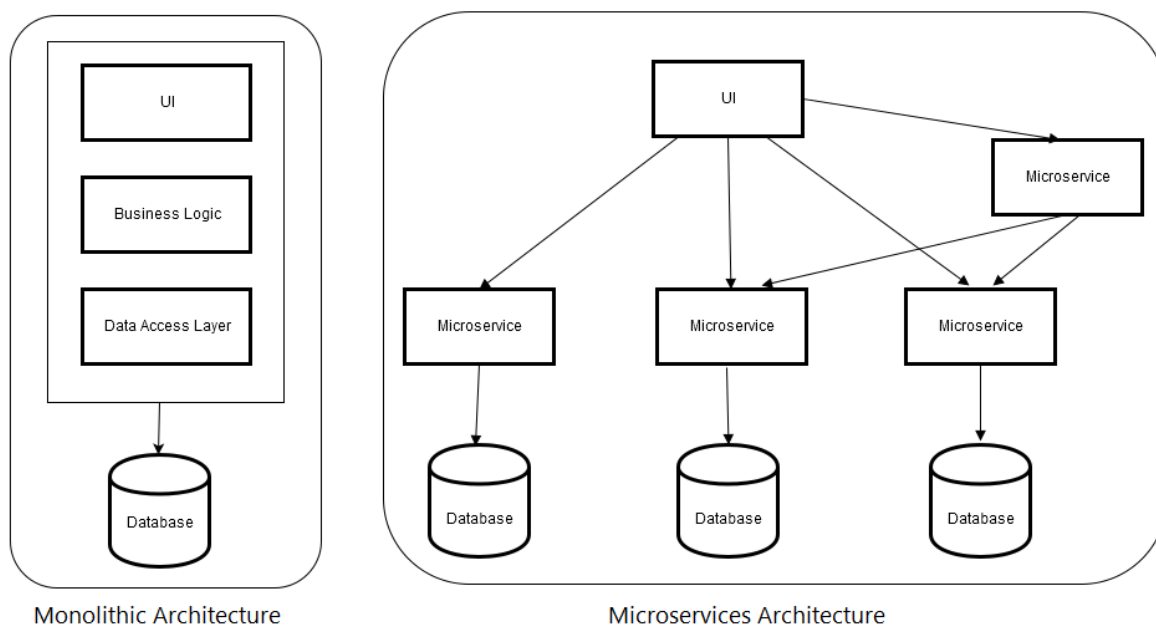 UI
Business Logic
Data Access Layer
Database
Monolithic Architecture
UI
Microservice
Microservice
Microservice
Microservice
Database
Database
Database
Microservices Architecture